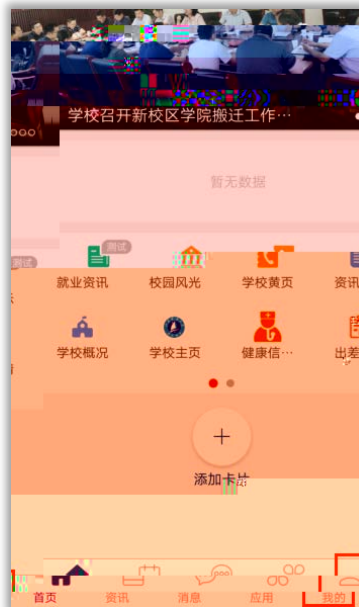 学校召开新校区学院搬迁工作…
暂无数据
测试
测试
就业资讯 校园风光 学校黄页 资讯
学校概况 学校主页 健康信… 出差
添加卡片
首页 资讯 消息 应用 我的